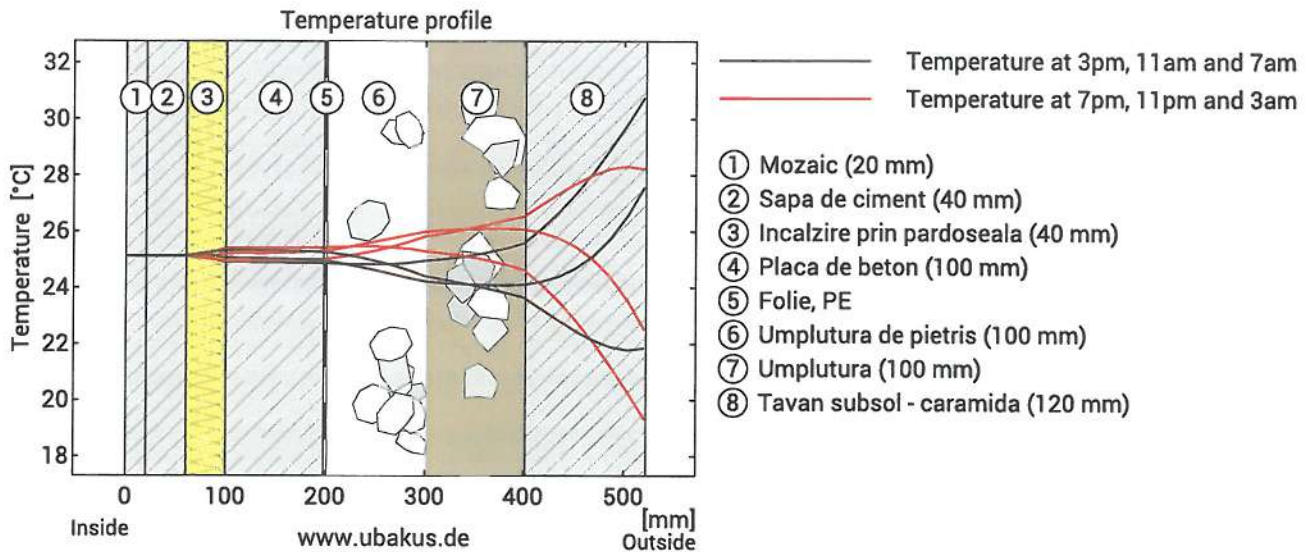 Temperature profile
Temperature [°C]
32
30
28
26
24
22
20
18
① ② ③ ④ ⑤ ⑥ ⑦ ⑧
0 100 200 300 400 500 [mm]
Inside www.ubakus.de Outside
Temperature at 3pm, 11am and 7am
Temperature at 7pm, 11pm and 3am
① Mozaic (20 mm)
② Sapa de ciment (40 mm)
③ Incalzire prin pardoseala (40 mm)
④ Placa de beton (100 mm)
⑤ Folie, PE
⑥ Umplutura de pietris (100 mm)
⑦ Umplutura (100 mm)
⑧ Tavan subsol - caramida (120 mm)